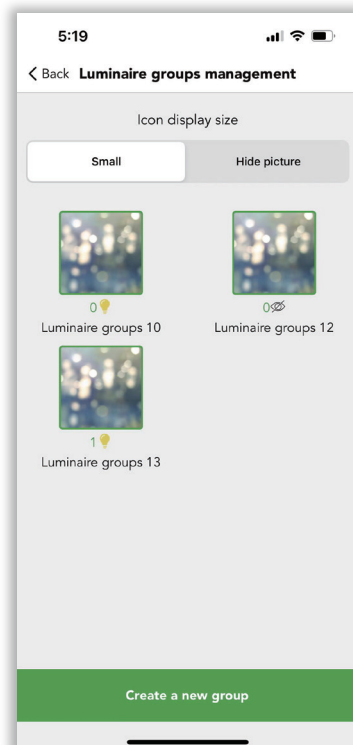 5:19
Back Luminaire groups management
Icon display size
Small Hide picture
0 0
Luminaire groups 10 Luminaire groups 12
1
Luminaire groups 13
Create a new group